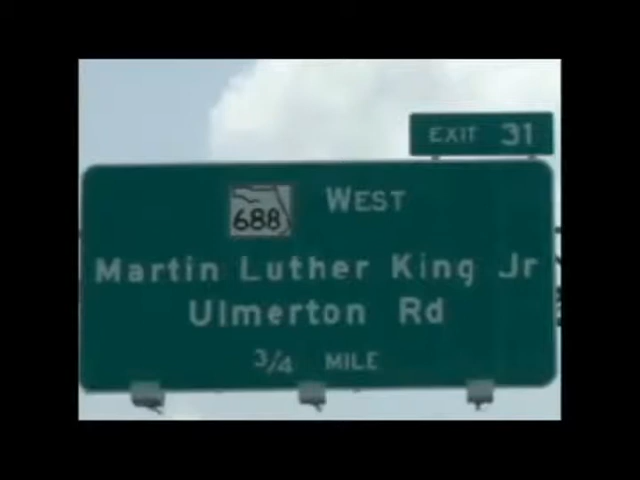 EXIT 31
688 WEST
Martin Luther King Jr
Ulmerton Rd
3/4 MILE